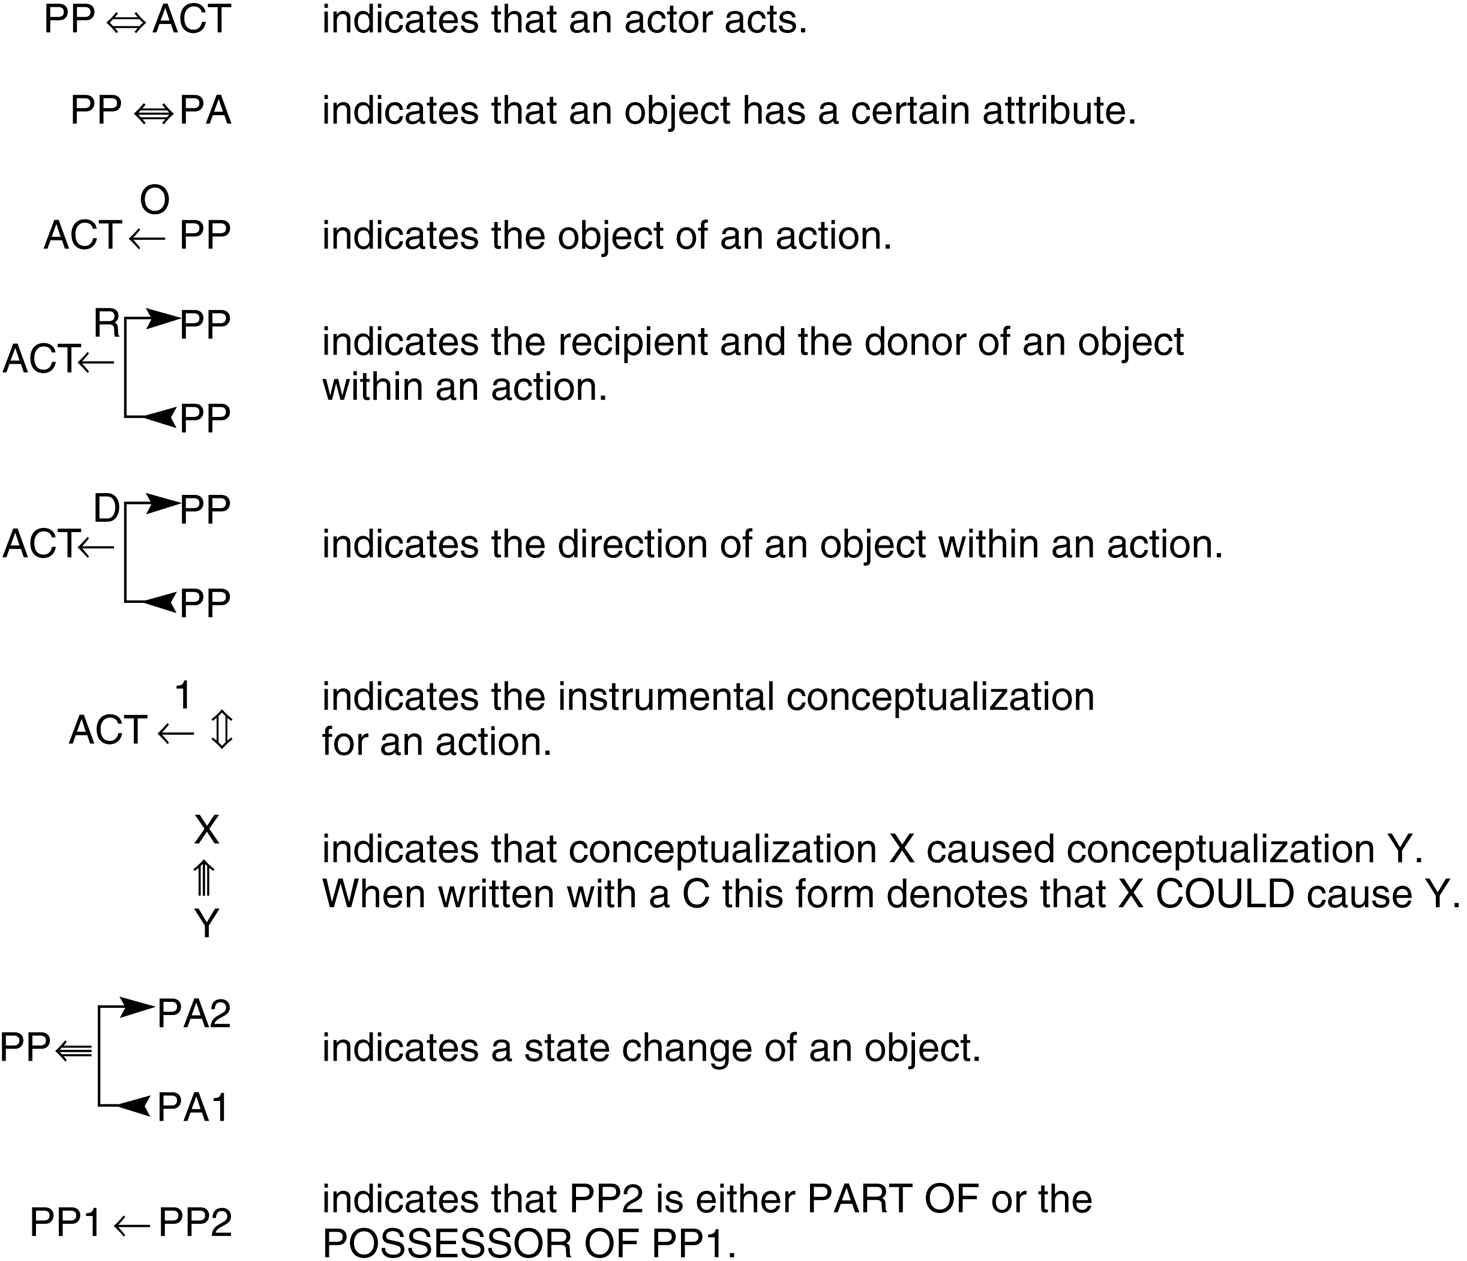 PP ⇔ ACT indicates that an actor acts.
PP ⇚⇛ PA indicates that an object has a certain attribute.
O
ACT ← PP indicates the object of an action.
R PP
ACT← indicates the recipient and the donor of an object
within an action.
PP
D PP
ACT← indicates the direction of an object within an action.
PP
1 indicates the instrumental conceptualization
ACT ← ⇕ for an action.
X
⇑ indicates that conceptualization X caused conceptualization Y.
When written with a C this form denotes that X COULD cause Y.
Y
PA2
PP⇚ indicates a state change of an object.
PA1
PP1 ← PP2 indicates that PP2 is either PART OF or the
POSSESSOR OF PP1.